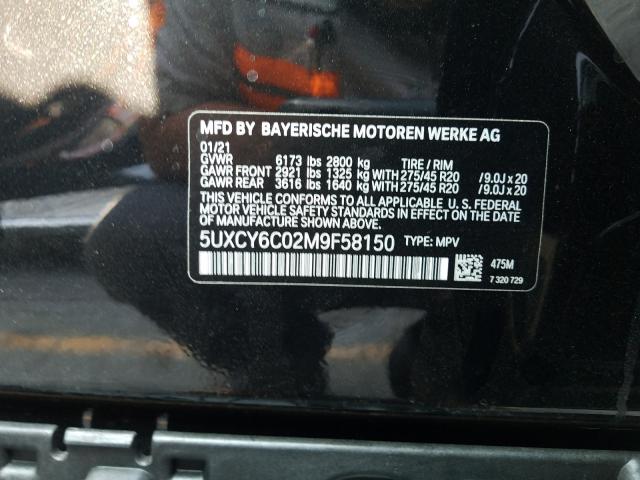 MFD BY BAYERISCHE MOTOREN WERKE AG
01/21
GVWR 6173 lbs 2800 kg TIRE / RIM
GAWR FRONT 2921 lbs 1325 kg WITH 275/45 R20 / 9.0J x 20
GAWR REAR 3616 lbs 1640 kg WITH 275/45 R20 / 9.0J x 20
THIS VEHICLE CONFORMS TO ALL APPLICABLE U. S. FEDERAL
MOTOR VEHICLE SAFETY STANDARDS IN EFFECT ON THE DATE
OF MANUFACTURE SHOWN ABOVE.
5UXCY6C02M9F58150 TYPE: MPV
475M
7 320 729